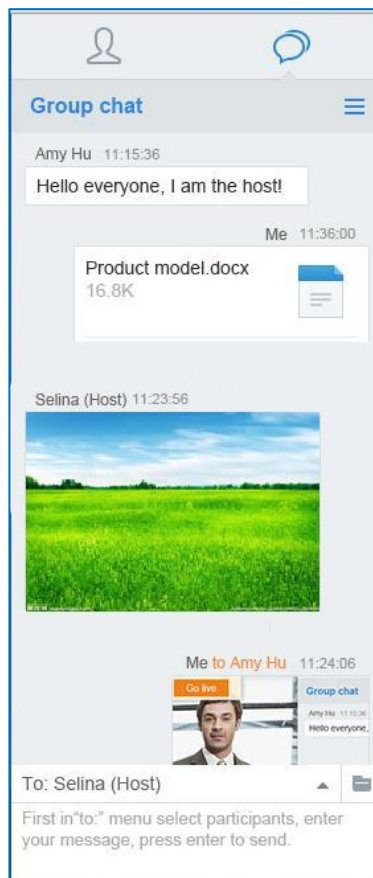 Group chat
Amy Hu 11:15:36
Hello everyone, I am the host!
Me 11:36:00
Product model.docx
16.8K
Selina (Host) 11:23:56
Me to Amy Hu 11:24:06
Go live
Group chat
Amy Hu 11:15:36
Hello everyone,
To: Selina (Host)
First in“to:” menu select participants, enter
your message, press enter to send.